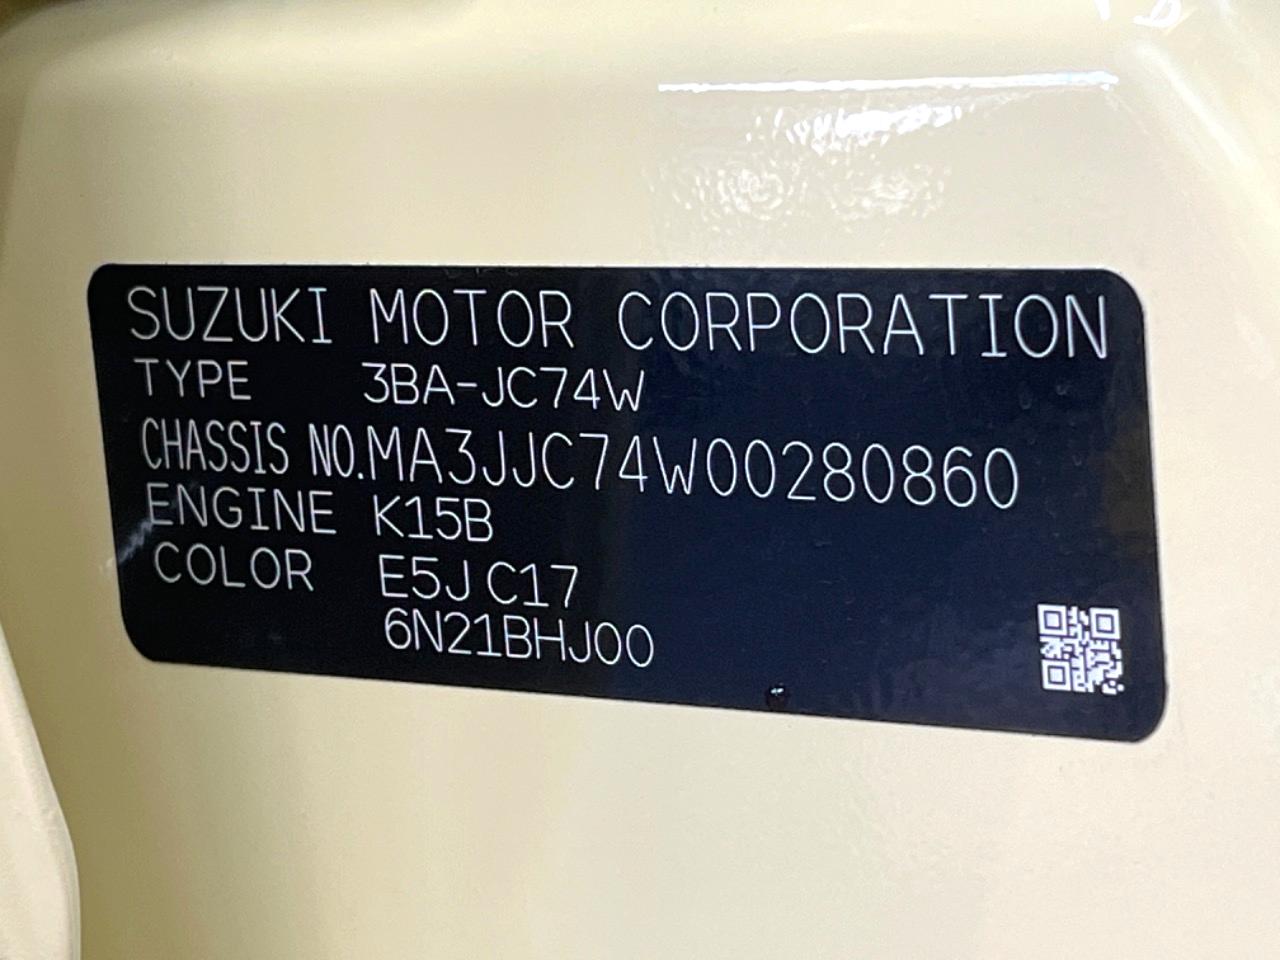 SUZUKI MOTOR CORPORATION
TYPE 3BA-JC74W
CHASSIS NO.MA3JJC74W00280860
ENGINE K15B
COLOR E5J C17
6N21BHJ00